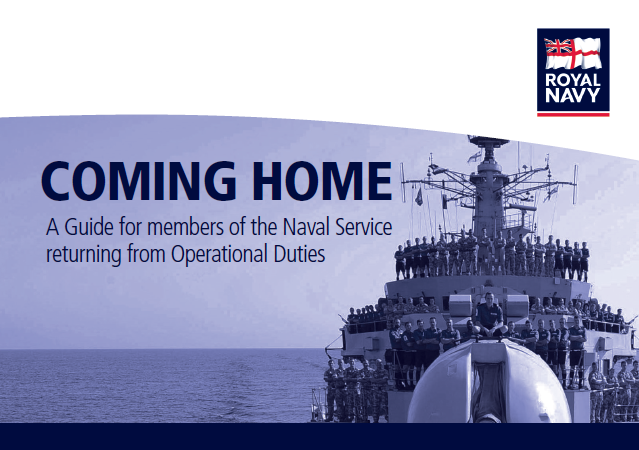 ROYAL
NAVY
COMING HOME
A Guide for members of the Naval Service
returning from Operational Duties